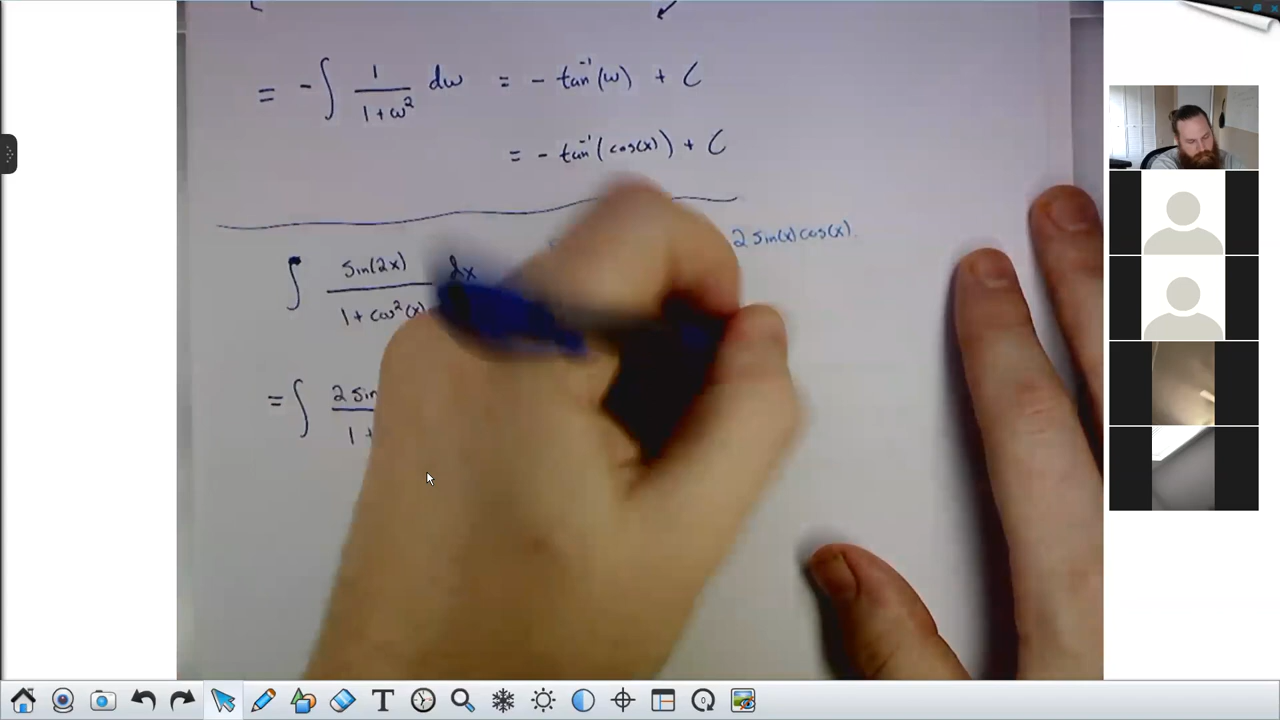 = - ∫ 1/(1+ω²) dω = - tan⁻¹(ω) + C
= - tan⁻¹(cos(x)) + C
∫ sin(2x)/(1+cos²(x)) dx 2 sin(x) cos(x).
= ∫ 2 sin
1 +
T